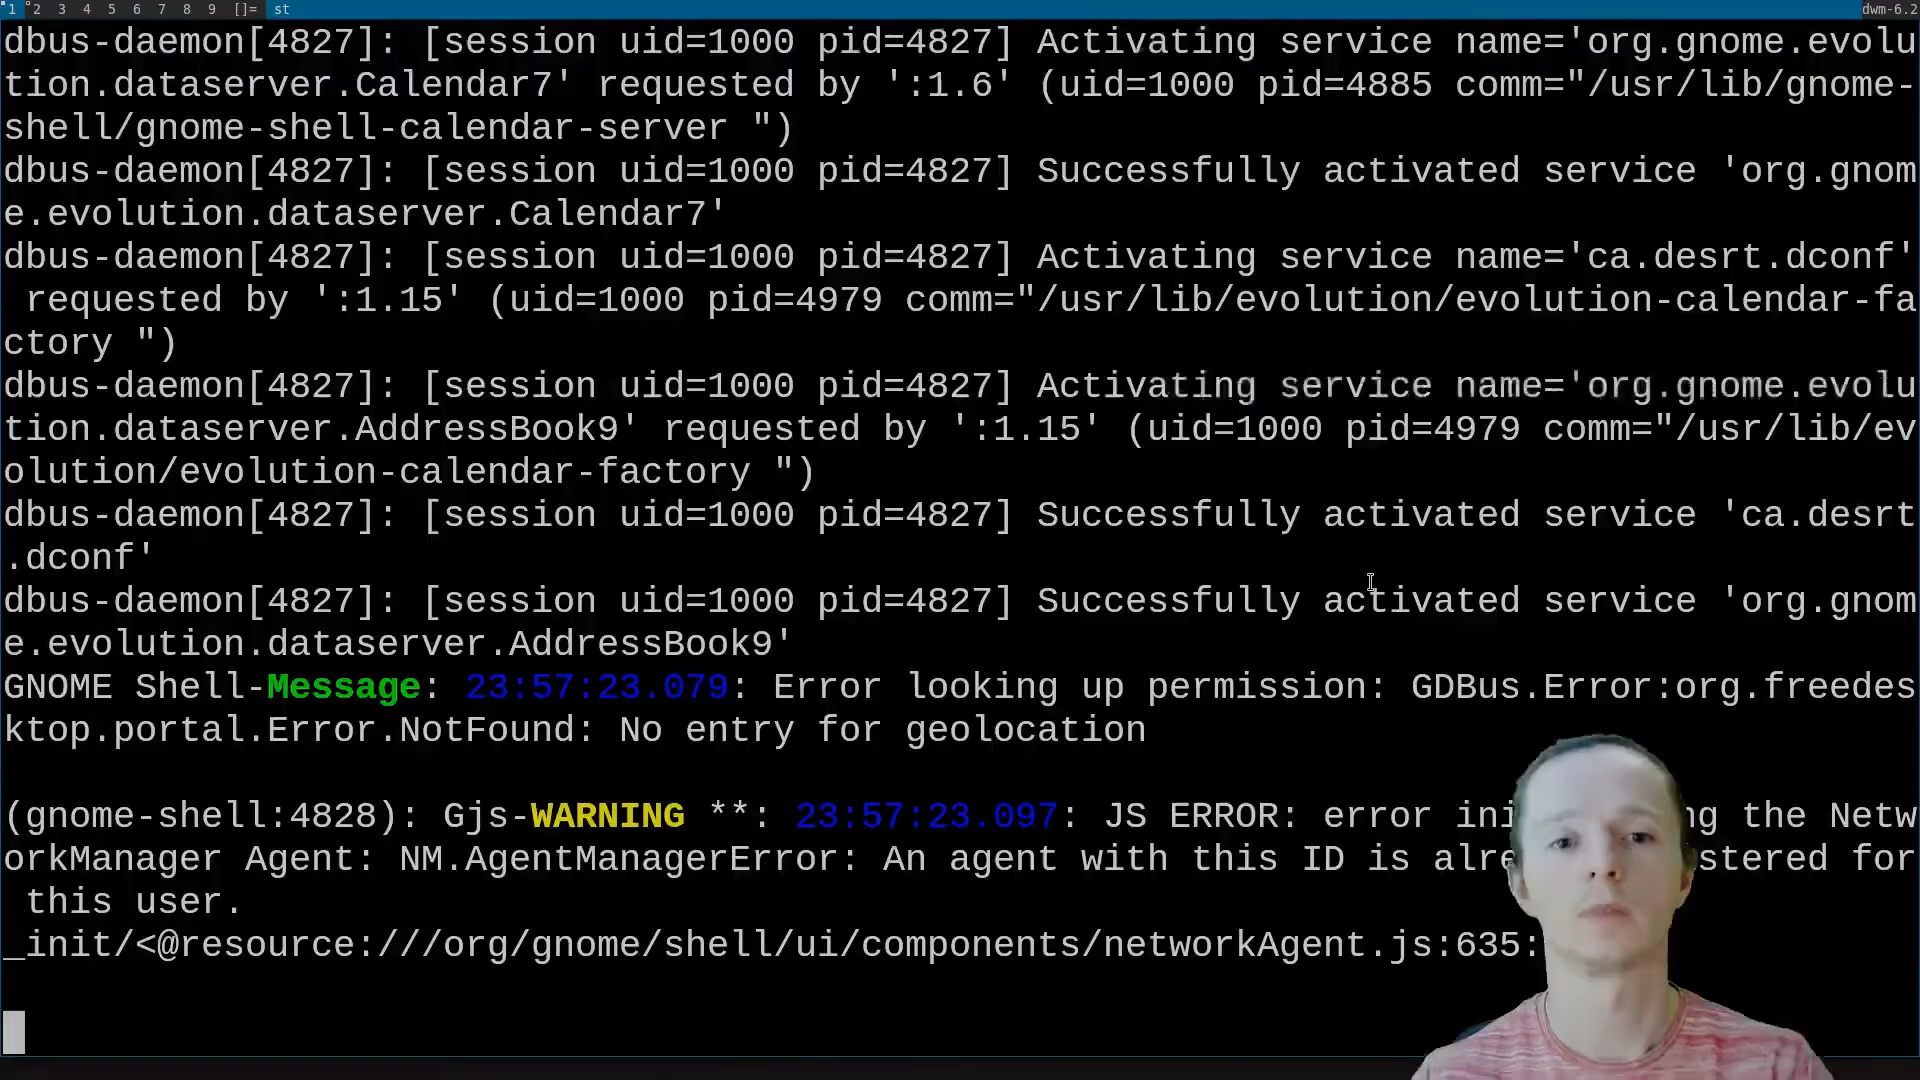 1 2 3 4 5 6 7 8 9 []= st dwm-6.2
dbus-daemon[4827]: [session uid=1000 pid=4827] Activating service name='org.gnome.evolu
tion.dataserver.Calendar7' requested by ':1.6' (uid=1000 pid=4885 comm="/usr/lib/gnome-
shell/gnome-shell-calendar-server ")
dbus-daemon[4827]: [session uid=1000 pid=4827] Successfully activated service 'org.gnom
e.evolution.dataserver.Calendar7'
dbus-daemon[4827]: [session uid=1000 pid=4827] Activating service name='ca.desrt.dconf'
 requested by ':1.15' (uid=1000 pid=4979 comm="/usr/lib/evolution/evolution-calendar-fa
ctory ")
dbus-daemon[4827]: [session uid=1000 pid=4827] Activating service name='org.gnome.evolu
tion.dataserver.AddressBook9' requested by ':1.15' (uid=1000 pid=4979 comm="/usr/lib/ev
olution/evolution-calendar-factory ")
dbus-daemon[4827]: [session uid=1000 pid=4827] Successfully activated service 'ca.desrt
.dconf'
dbus-daemon[4827]: [session uid=1000 pid=4827] Successfully activated service 'org.gnom
e.evolution.dataserver.AddressBook9'
GNOME Shell-Message: 23:57:23.079: Error looking up permission: GDBus.Error:org.freedes
ktop.portal.Error.NotFound: No entry for geolocation
(gnome-shell:4828): Gjs-WARNING **: 23:57:23.097: JS ERROR: error ini ng the Netw
orkManager Agent: NM.AgentManagerError: An agent with this ID is alre stered for
 this user.
_init/<@resource:///org/gnome/shell/ui/components/networkAgent.js:635: